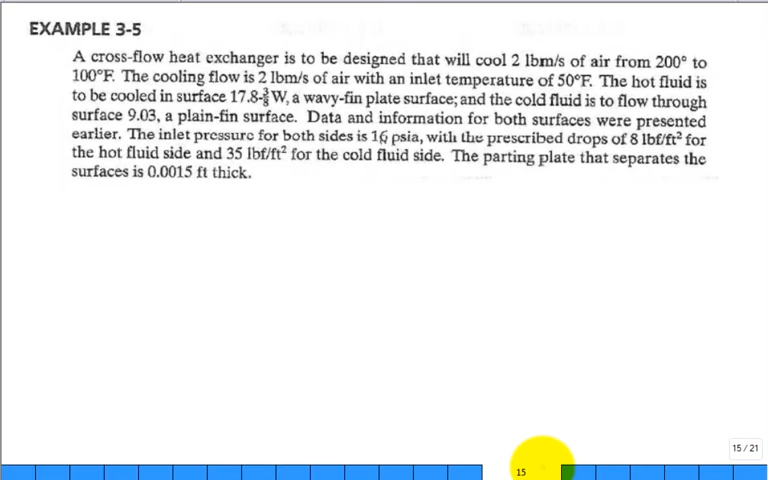 EXAMPLE 3-5
A cross-flow heat exchanger is to be designed that will cool 2 lbm/s of air from 200° to
100°F. The cooling flow is 2 lbm/s of air with an inlet temperature of 50°F. The hot fluid is
to be cooled in surface 17.8-⅜ W, a wavy-fin plate surface; and the cold fluid is to flow through
surface 9.03, a plain-fin surface. Data and information for both surfaces were presented
earlier. The inlet pressure for both sides is 16 psia, with the prescribed drops of 8 lbf/ft² for
the hot fluid side and 35 lbf/ft² for the cold fluid side. The parting plate that separates the
surfaces is 0.0015 ft thick.
15 / 21
15